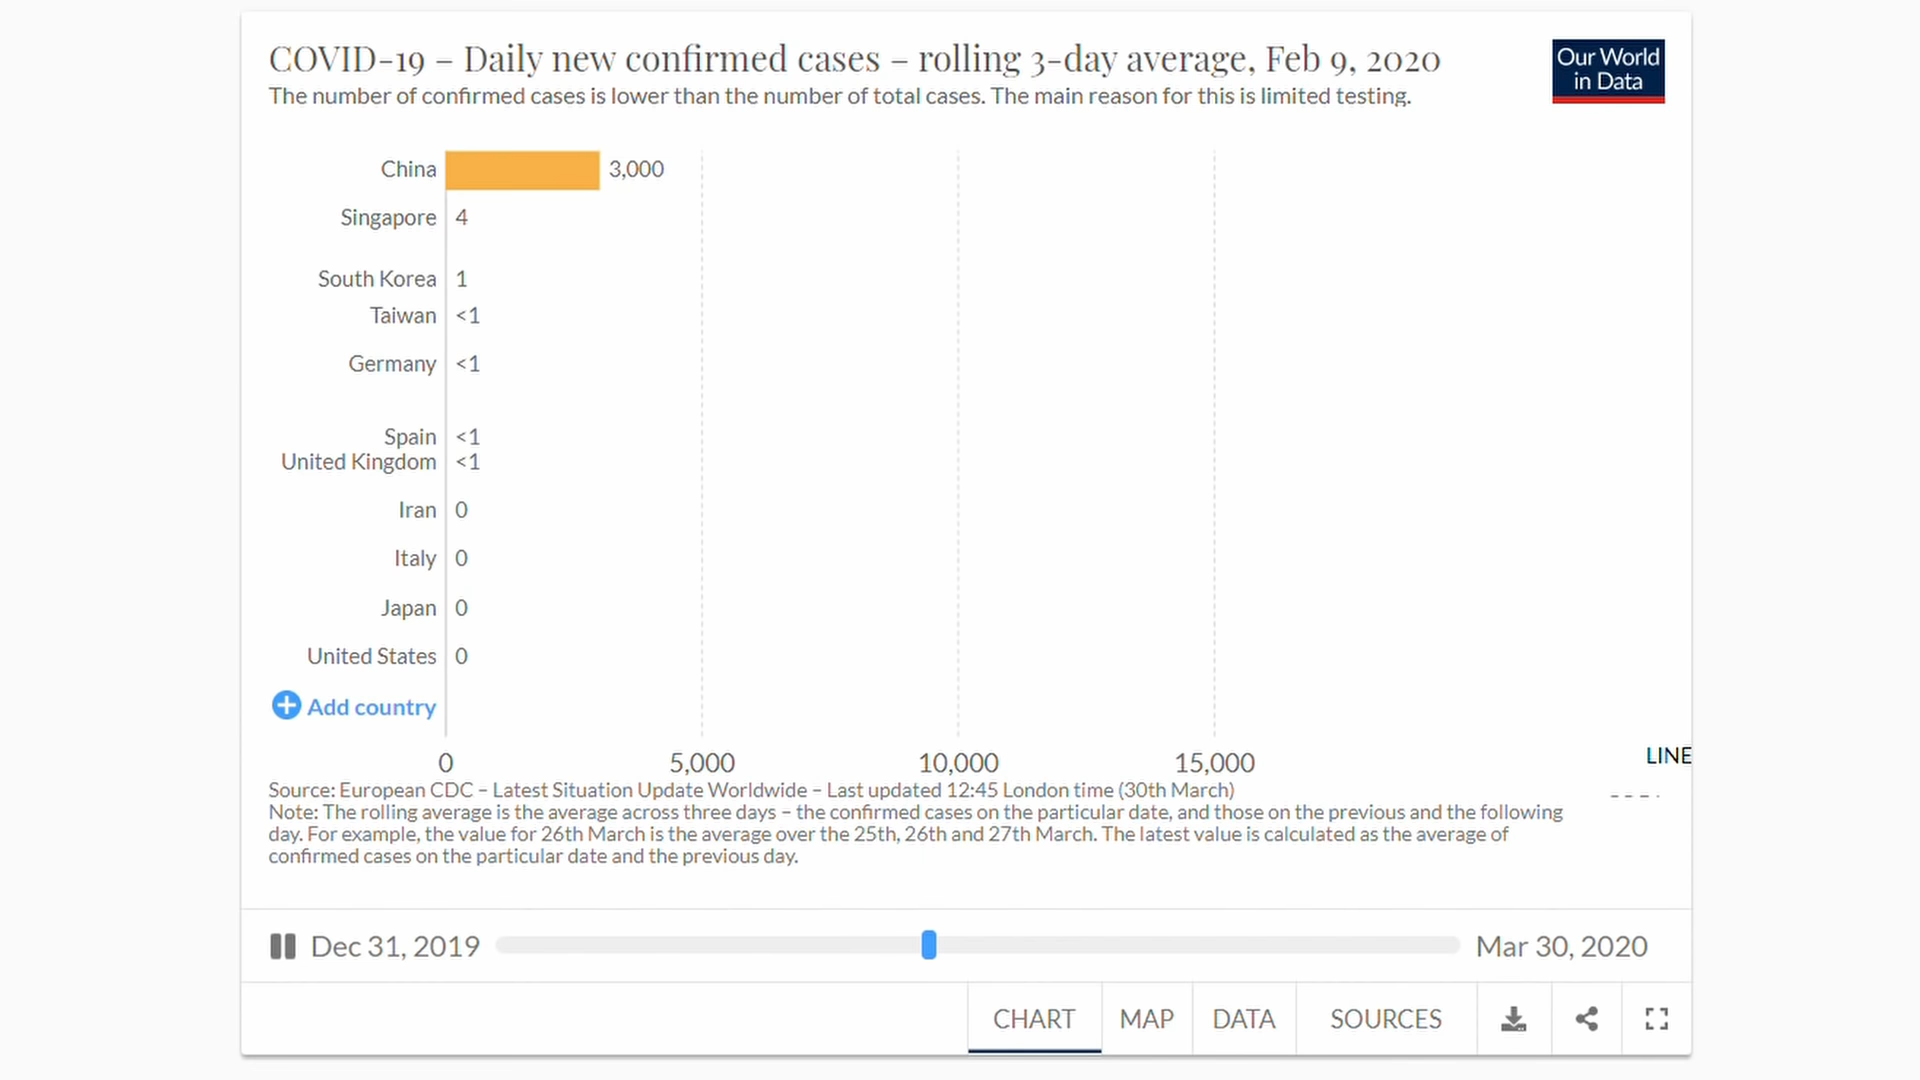 COVID-19 – Daily new confirmed cases – rolling 3-day average, Feb 9, 2020
The number of confirmed cases is lower than the number of total cases. The main reason for this is limited testing.
Our World
in Data
China 3,000
Singapore 4
South Korea 1
Taiwan <1
Germany <1
Spain <1
United Kingdom <1
Iran 0
Italy 0
Japan 0
United States 0
Add country
0 5,000 10,000 15,000
LINE
Source: European CDC – Latest Situation Update Worldwide – Last updated 12:45 London time (30th March)
Note: The rolling average is the average across three days – the confirmed cases on the particular date, and those on the previous and the following
day. For example, the value for 26th March is the average over the 25th, 26th and 27th March. The latest value is calculated as the average of
confirmed cases on the particular date and the previous day.
Dec 31, 2019 Mar 30, 2020
CHART MAP DATA SOURCES